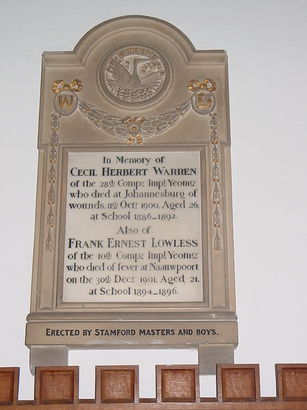 In Memory of
CECIL HERBERT WARREN
of the 28th Compy Impl Yeomy
who died at Johannesburg of
wounds, 11th Octr 1900. Aged 26.
at School 1886–1892.
Also of
FRANK ERNEST LOWLESS
of the 10th Compy Impl Yeomy
who died of fever at Naauwpoort
on the 30th Decr 1901. Aged 21.
at School 1894–1896.
ERECTED BY STAMFORD MASTERS AND BOYS.